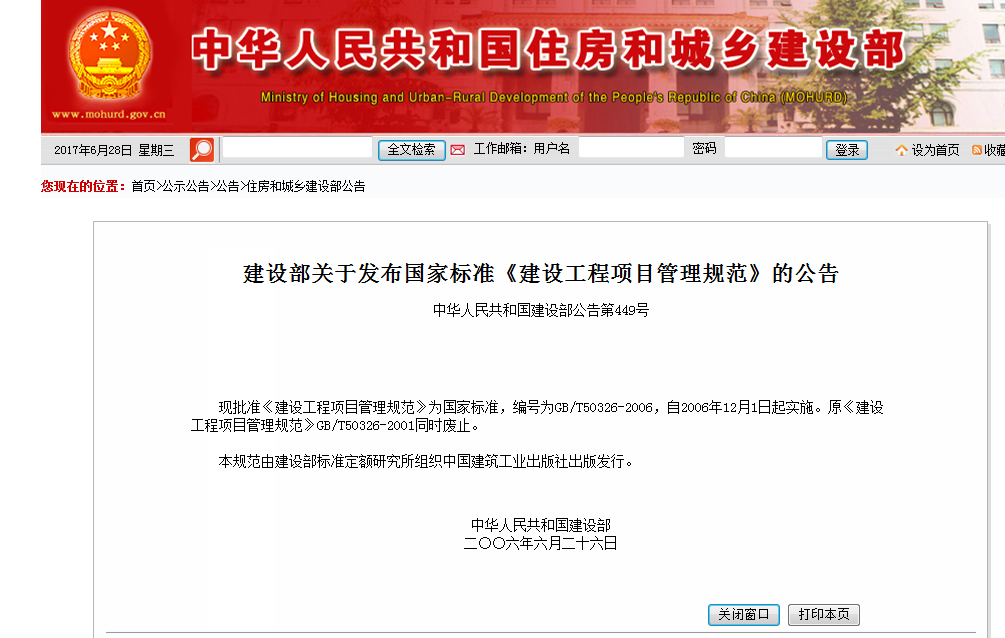 中华人民共和国住房和城乡建设部
Ministry of Housing and Urban-Rural Development of the People's Republic of China (MOHURD)
www.mohurd.gov.cn
2017年6月28日 星期三 全文检索 工作邮箱：用户名 密码 登录 设为首页 收藏
您现在的位置：首页>公示公告>公告>住房和城乡建设部公告
建设部关于发布国家标准《建设工程项目管理规范》的公告
中华人民共和国建设部公告第449号
现批准《建设工程项目管理规范》为国家标准，编号为GB/T50326-2006，自2006年12月1日起实施。原《建设
工程项目管理规范》GB/T50326-2001同时废止。
本规范由建设部标准定额研究所组织中国建筑工业出版社出版发行。
中华人民共和国建设部
二〇〇六年六月二十六日
关闭窗口 打印本页